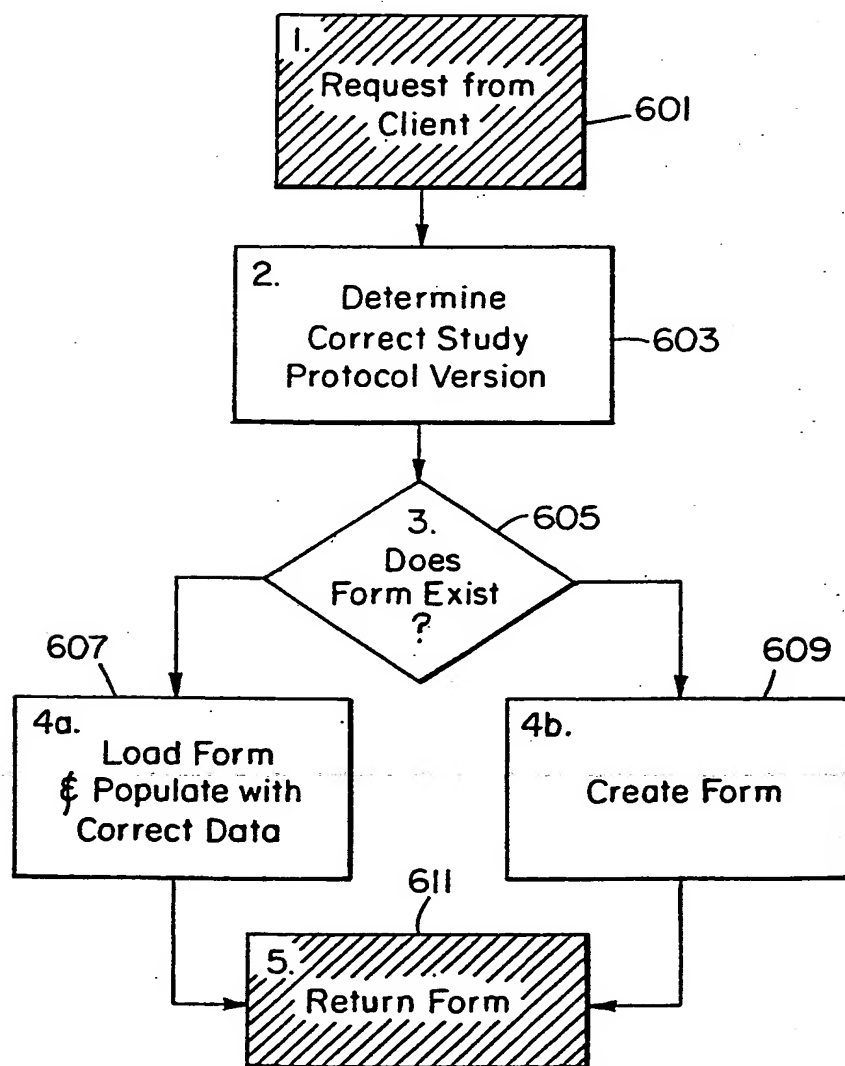 1.
Request from
Client
601
2.
Determine
Correct Study
Protocol Version
603
3.
Does
Form Exist
?
605
607
4a.
Load Form
& Populate with
Correct Data
609
4b.
Create Form
611
5.
Return Form